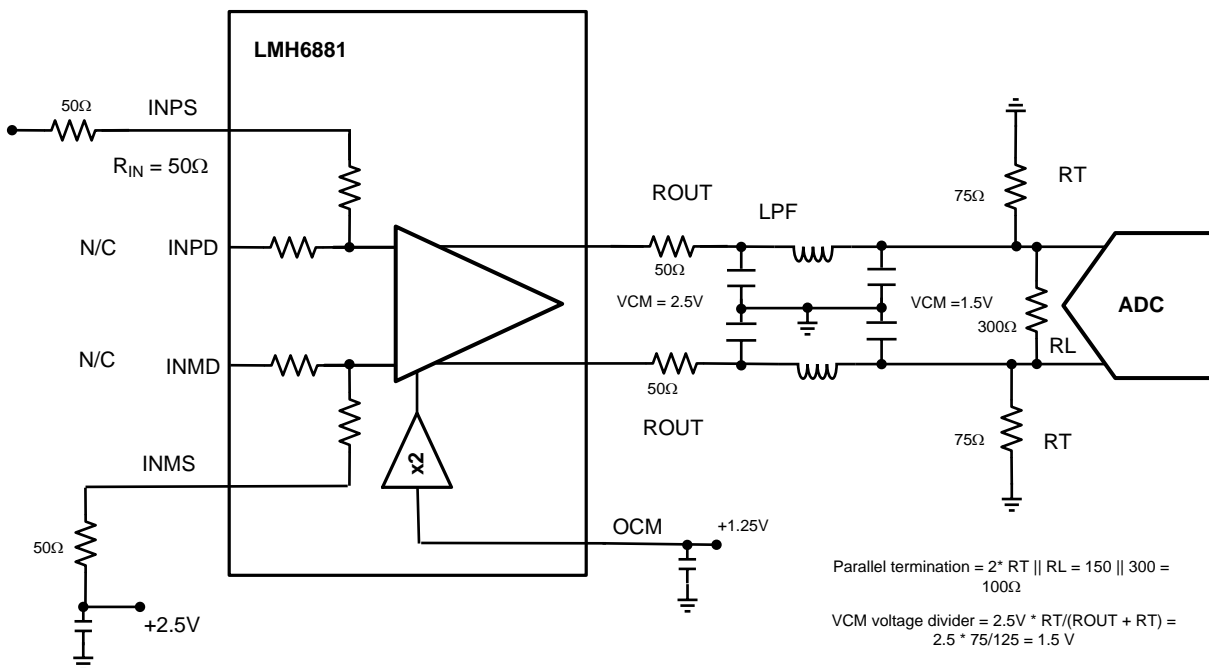 LMH6881
50Ω
INPS
R_IN = 50Ω
N/C
INPD
N/C
INMD
INMS
50Ω
+2.5V
x2
OCM
+1.25V
ROUT
50Ω
LPF
VCM = 2.5V
VCM =1.5V
50Ω
ROUT
75Ω
RT
300Ω
RL
ADC
75Ω
RT
Parallel termination = 2* RT || RL = 150 || 300 =
100Ω
VCM voltage divider = 2.5V * RT/(ROUT + RT) =
2.5 * 75/125 = 1.5 V